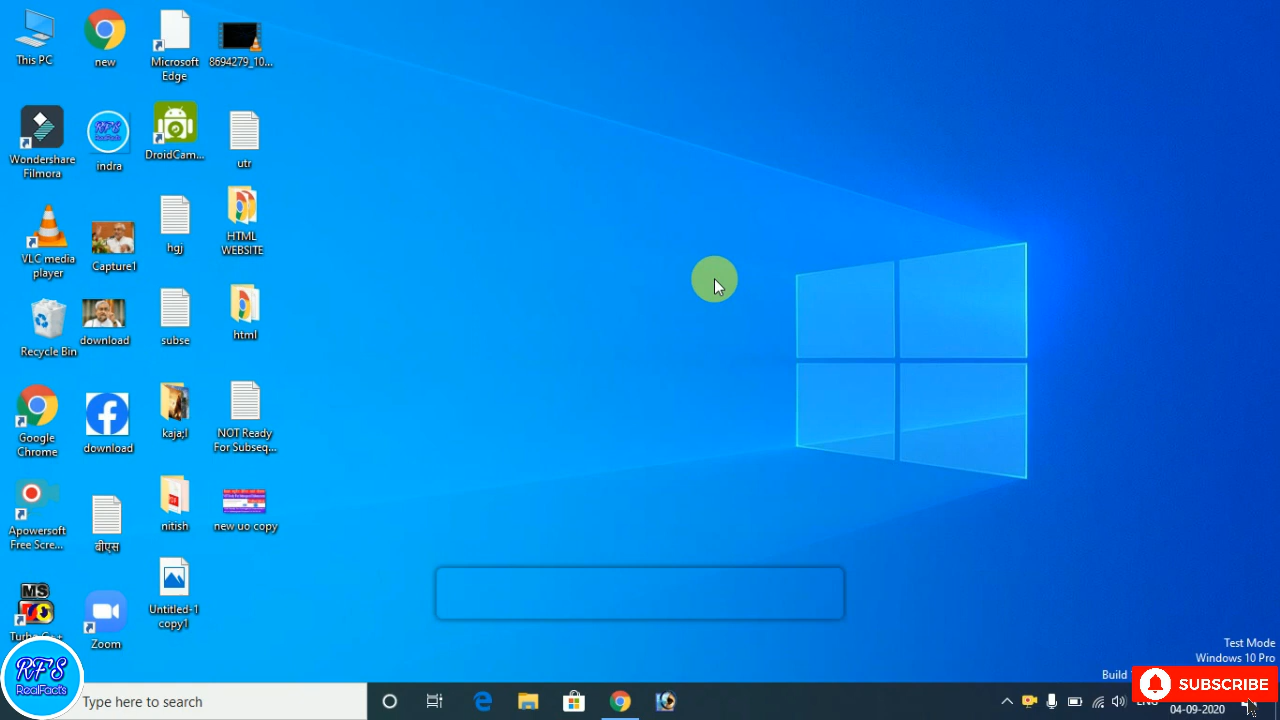 This PC
new
Microsoft
Edge
8694279_10...
Wondershare
Filmora
RF'S
indra
DroidCam...
utr
VLC media
player
Capture1
hgj
HTML
WEBSITE
Recycle Bin
download
subse
html
Google
Chrome
download
kaja;l
NOT Ready
For Subseq...
Apowersoft
Free Scre...
बीएस
nitish
new uo copy
MS
Zoom
Untitled-1
copy1
RF'S
RealFacts
Type here to search
Test Mode
Windows 10 Pro
Build
SUBSCRIBE
04-09-2020